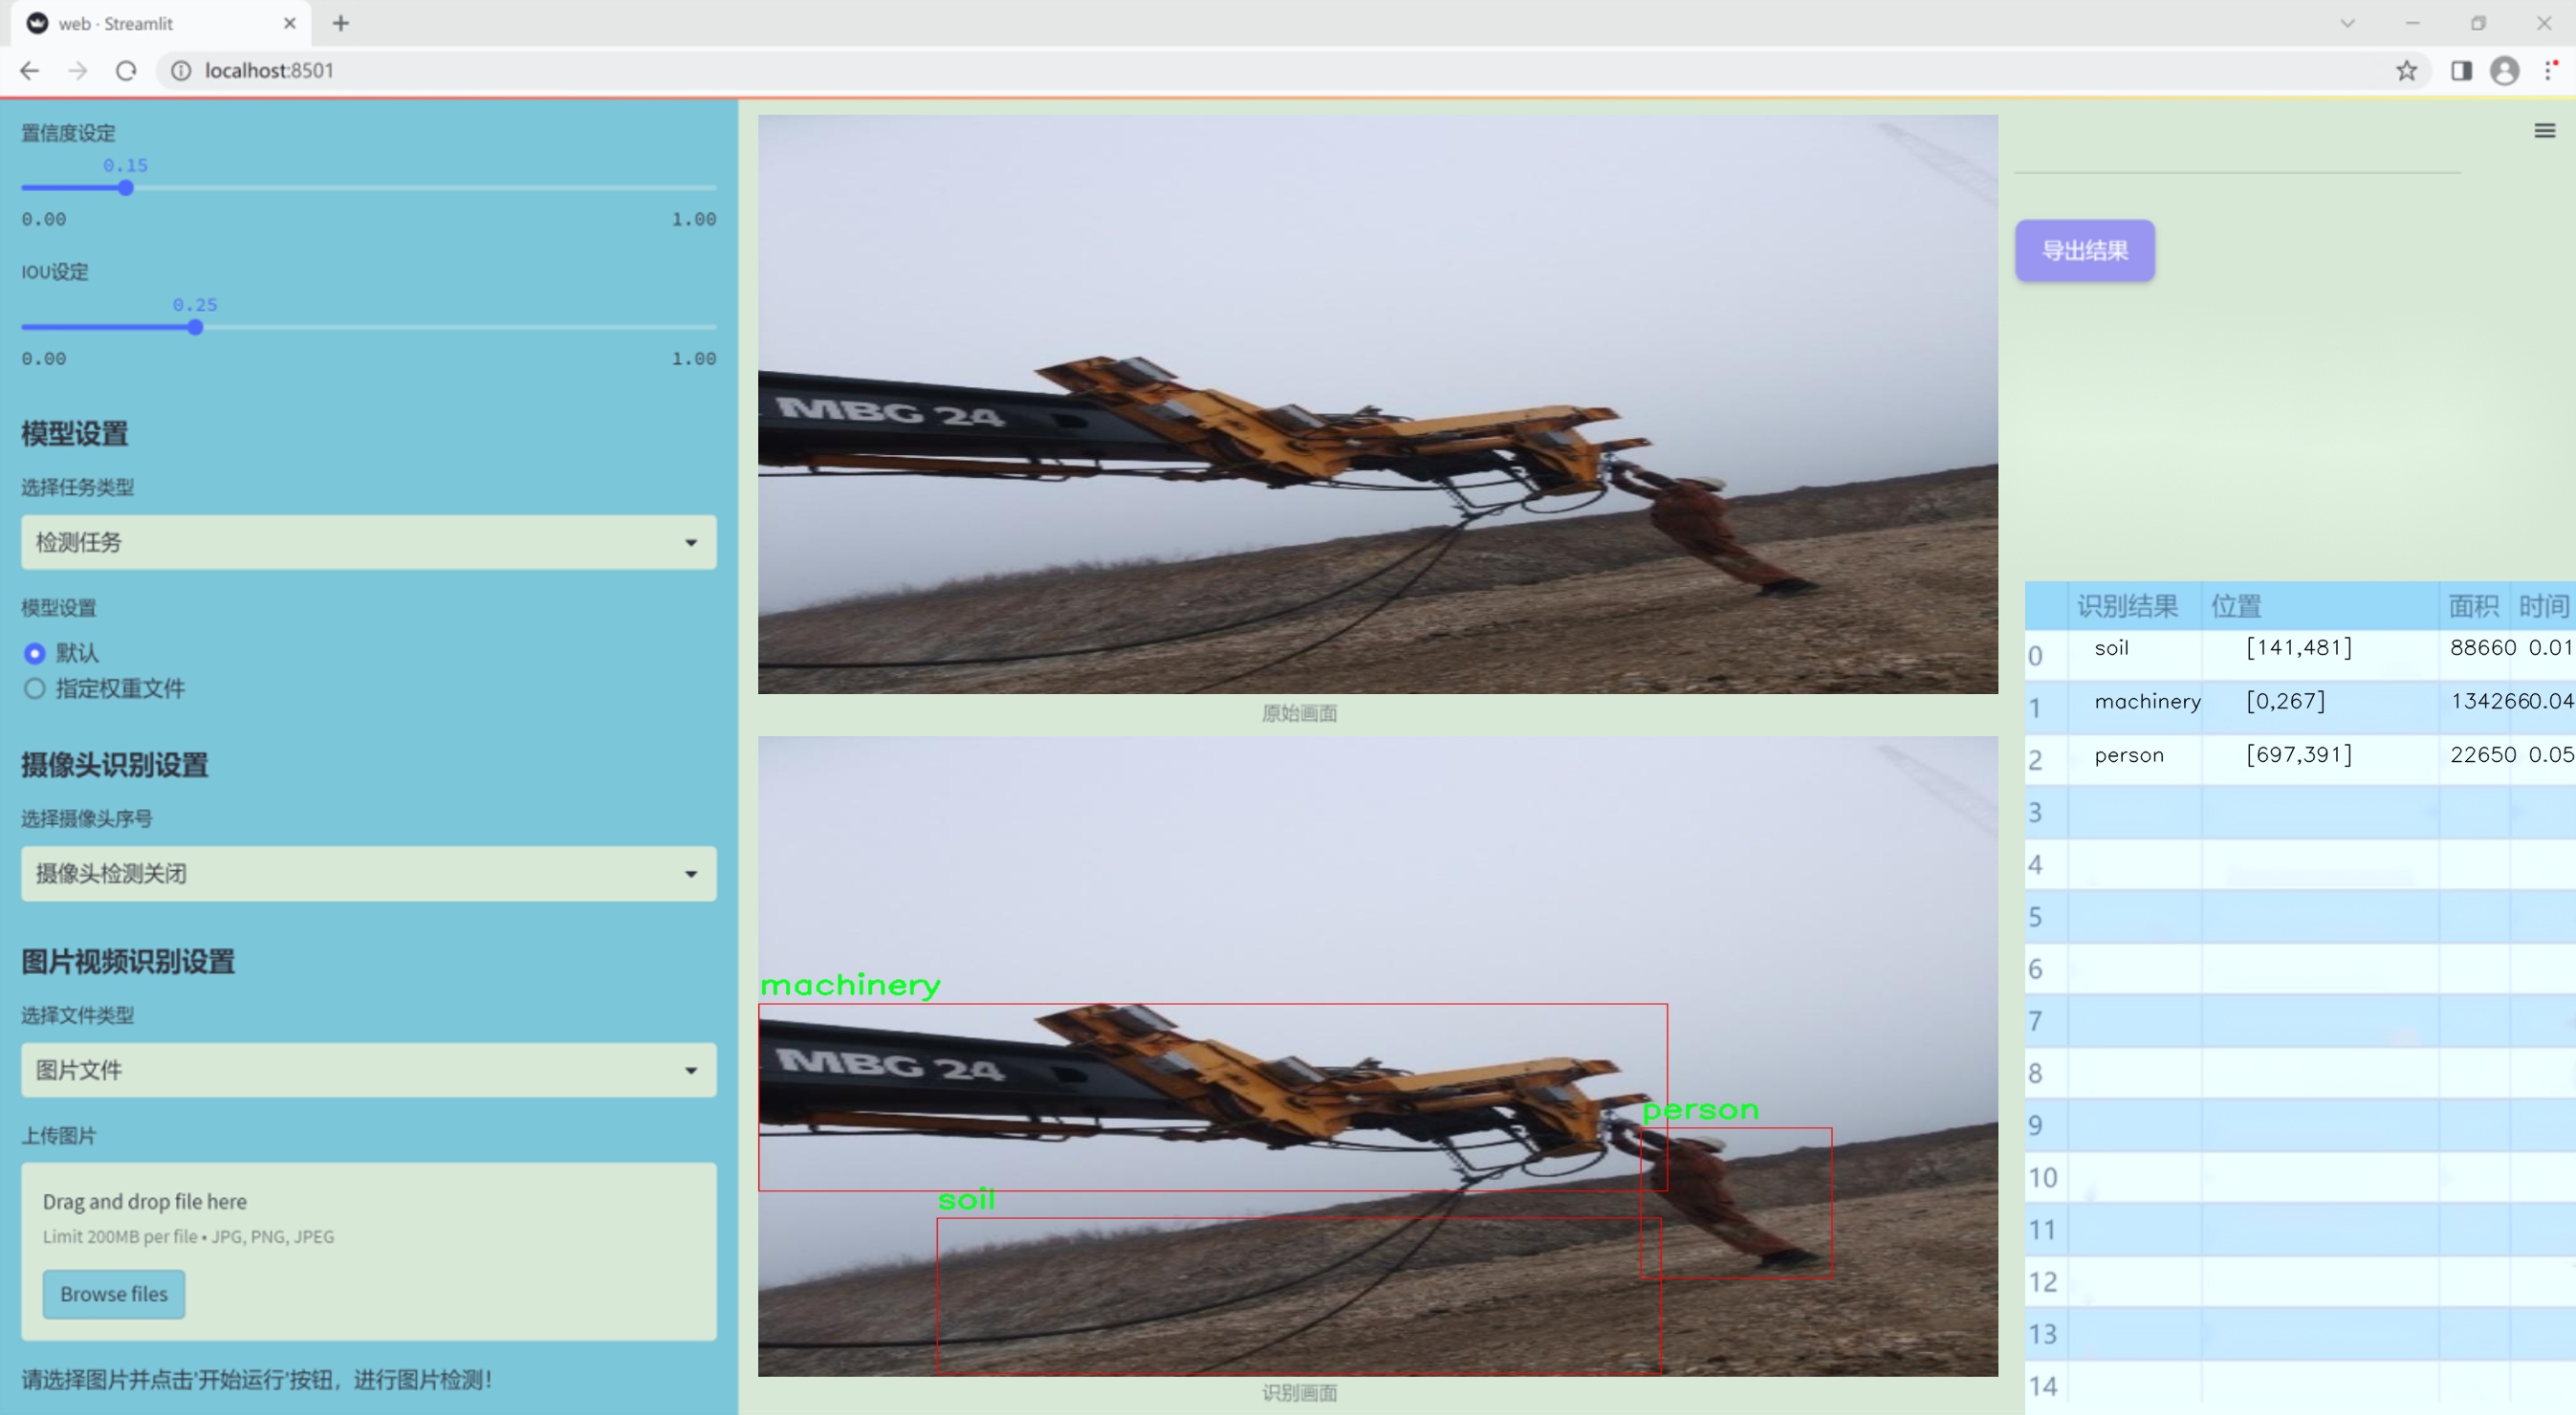 web · Streamlit
localhost:8501
置信度设定
0.15
0.00 1.00
IOU设定
0.25
0.00 1.00
模型设置
选择任务类型
检测任务
模型设置
默认
指定权重文件
摄像头识别设置
选择摄像头序号
摄像头检测关闭
图片视频识别设置
选择文件类型
图片文件
上传图片
Drag and drop file here
Limit 200MB per file • JPG, PNG, JPEG
Browse files
请选择图片并点击'开始运行'按钮，进行图片检测！
MBG 24
原始画面
machinery
MBG 24
person
soil
识别画面
导出结果
识别结果 位置 面积 时间
0 soil [141,481] 88660 0.01
1 machinery [0,267] 134266 0.04
2 person [697,391] 22650 0.05
3
4
5
6
7
8
9
10
11
12
13
14